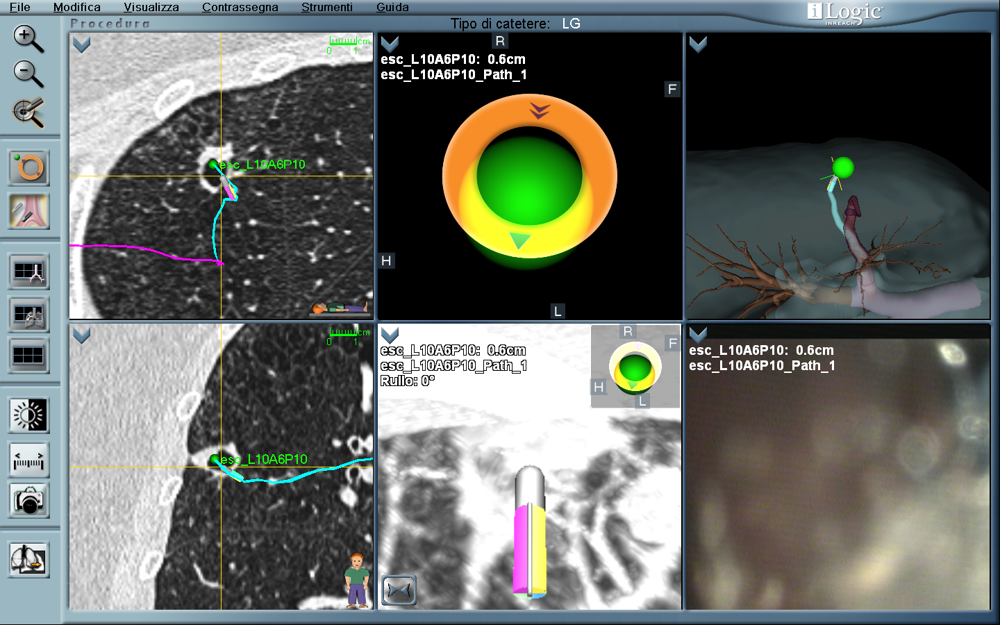 File Modifica Visualizza Contrassegna Strumenti Guida
i Logic
INREACH
Procedura
Tipo di catetere: LG
cm
0 1
esc_L10A6P10
R
esc_L10A6P10: 0.6cm
esc_L10A6P10_Path_1
F
H
L
cm
0 1
esc_L10A6P10
esc_L10A6P10: 0.6cm
esc_L10A6P10_Path_1
Rullo: 0°
R
F
H
L
esc_L10A6P10: 0.6cm
esc_L10A6P10_Path_1